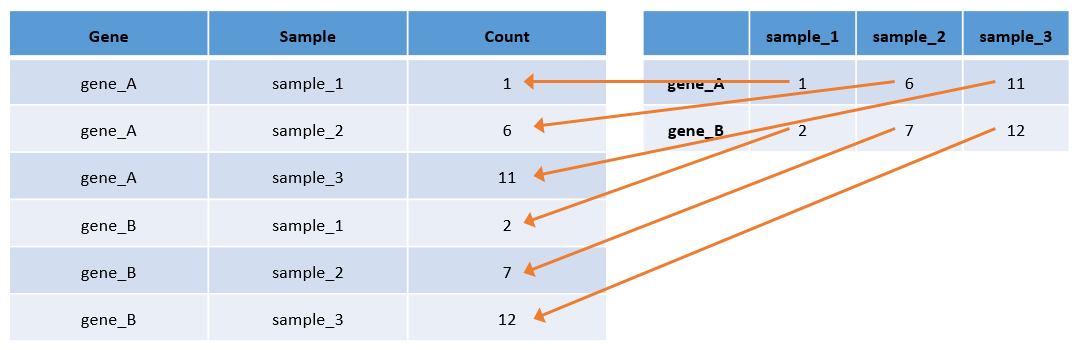 Gene Sample Count
gene_A sample_1 1
gene_A sample_2 6
gene_A sample_3 11
gene_B sample_1 2
gene_B sample_2 7
gene_B sample_3 12
sample_1 sample_2 sample_3
gene_A 1 6 11
gene_B 2 7 12